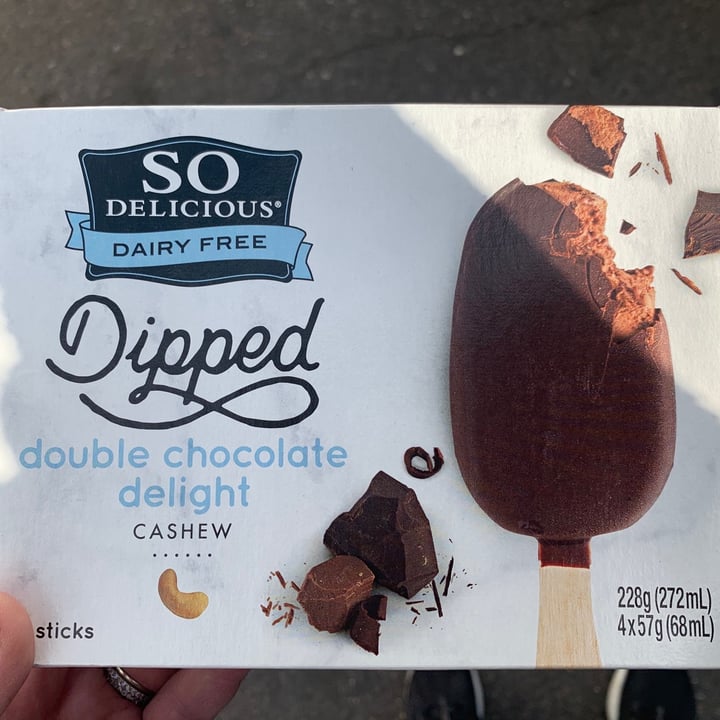 SO
DELICIOUS®
DAIRY FREE
Dipped
double chocolate
delight
CASHEW
sticks
228g (272mL)
4x57g (68mL)